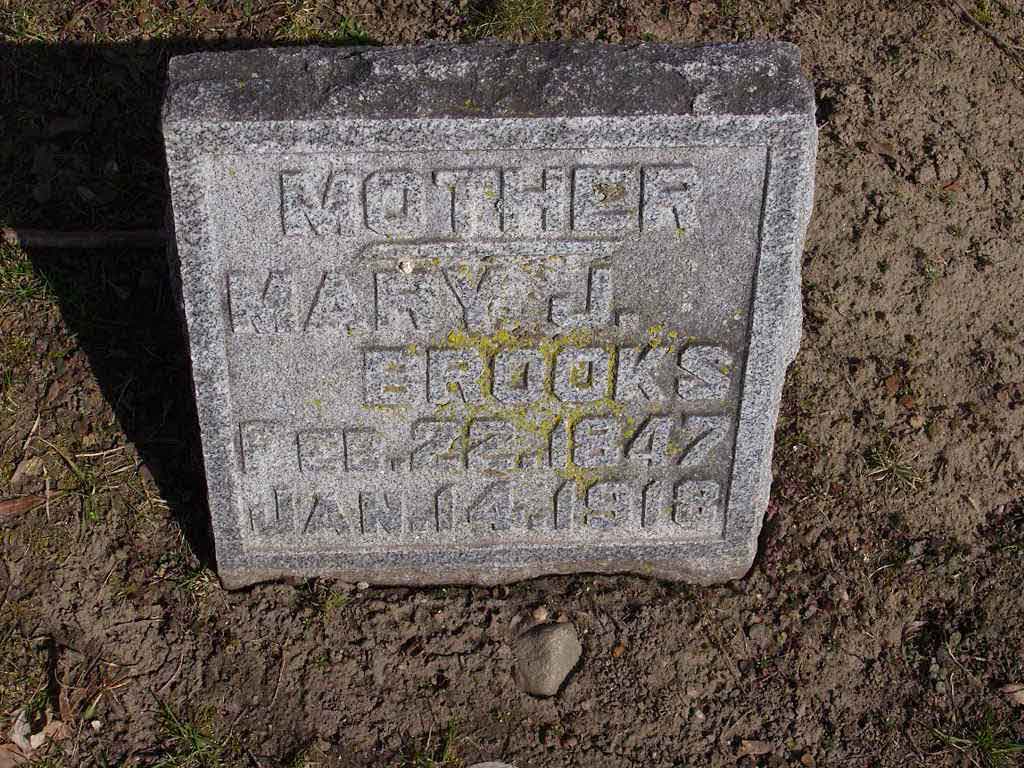 MOTHER
MARY J.
BROOKS
FEB. 22. 1847
JAN. 14. 1918